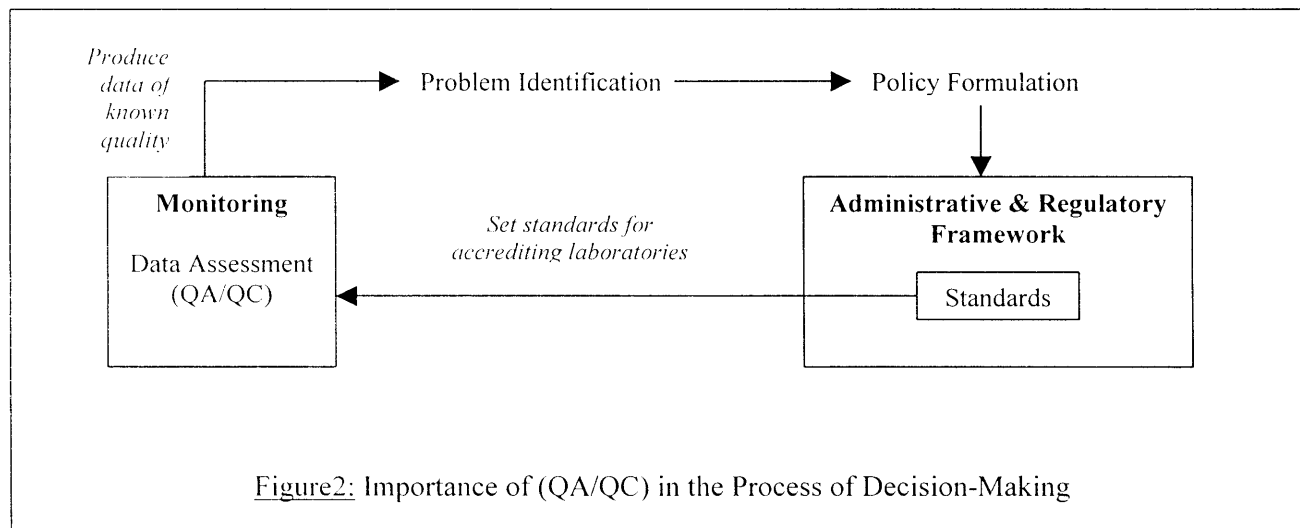 Produce
data of
known
quality
Problem Identification
Policy Formulation
Monitoring
Data Assessment
(QA/QC)
Set standards for
accrediting laboratories
Administrative & Regulatory
Framework
Standards
Figure2: Importance of (QA/QC) in the Process of Decision-Making